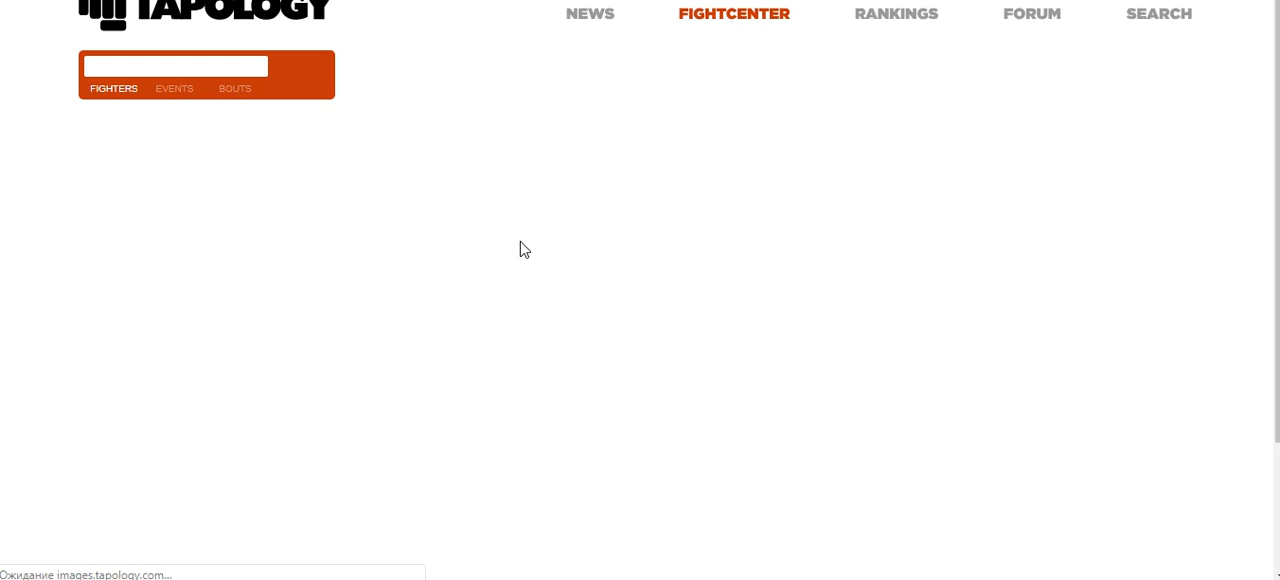 TAPOLOGY
NEWS FIGHTCENTER RANKINGS FORUM SEARCH
FIGHTERS EVENTS BOUTS
Ожидание images.tapology.com...